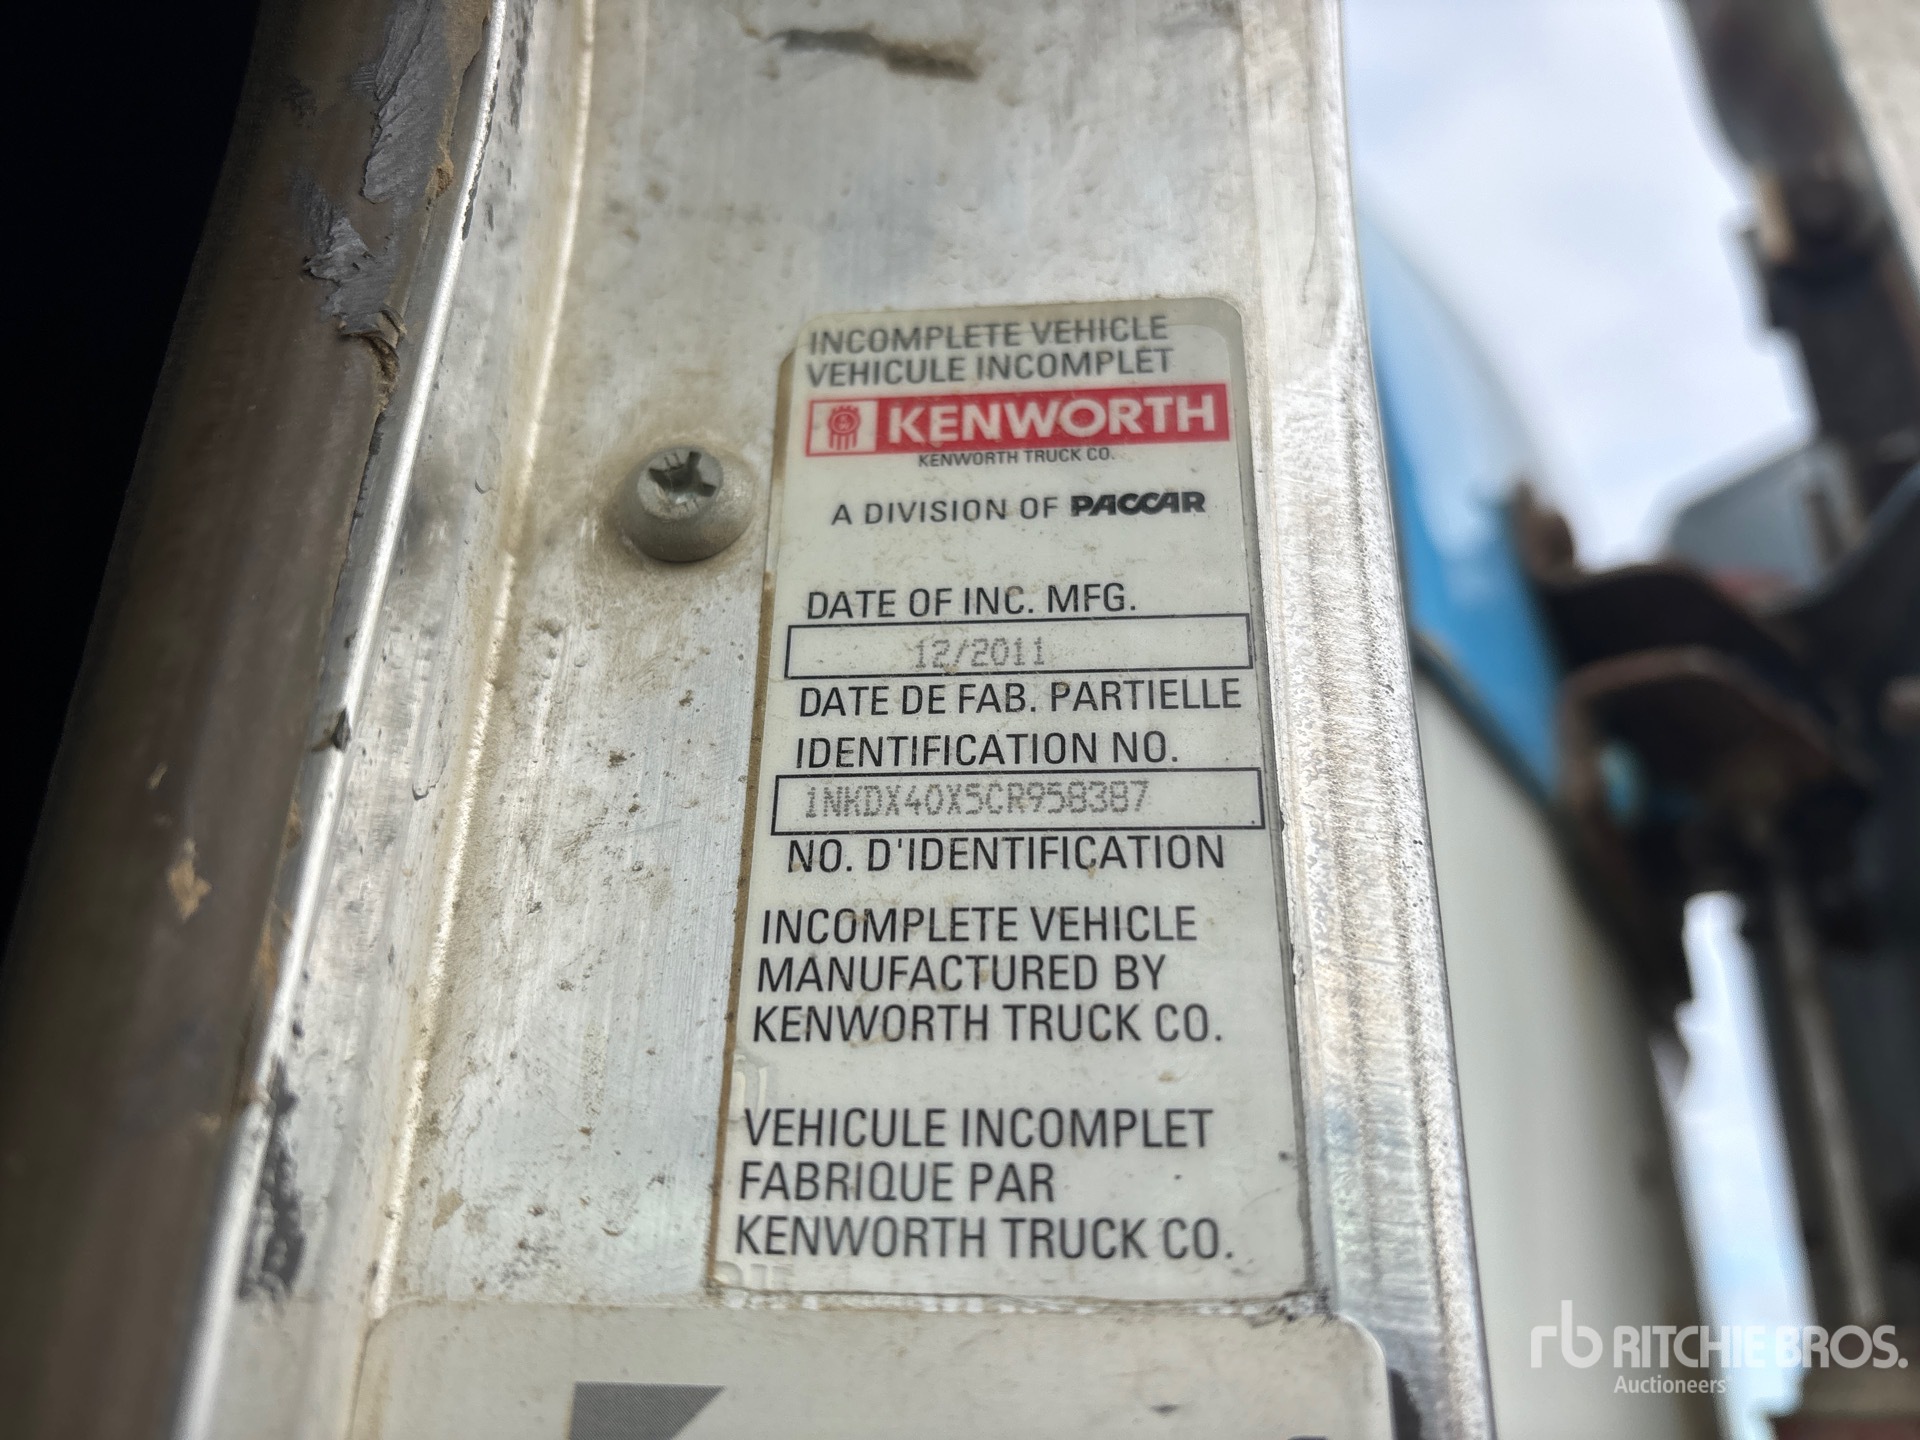 INCOMPLETE VEHICLE
VEHICULE INCOMPLET
KENWORTH
KENWORTH TRUCK CO.
A DIVISION OF PACCAR
DATE OF INC. MFG.
12/2011
DATE DE FAB. PARTIELLE
IDENTIFICATION NO.
1NKDX40X5CR958387
NO. D'IDENTIFICATION
INCOMPLETE VEHICLE
MANUFACTURED BY
KENWORTH TRUCK CO.
VEHICULE INCOMPLET
FABRIQUE PAR
KENWORTH TRUCK CO.
rb RITCHIE BROS.
Auctioneers